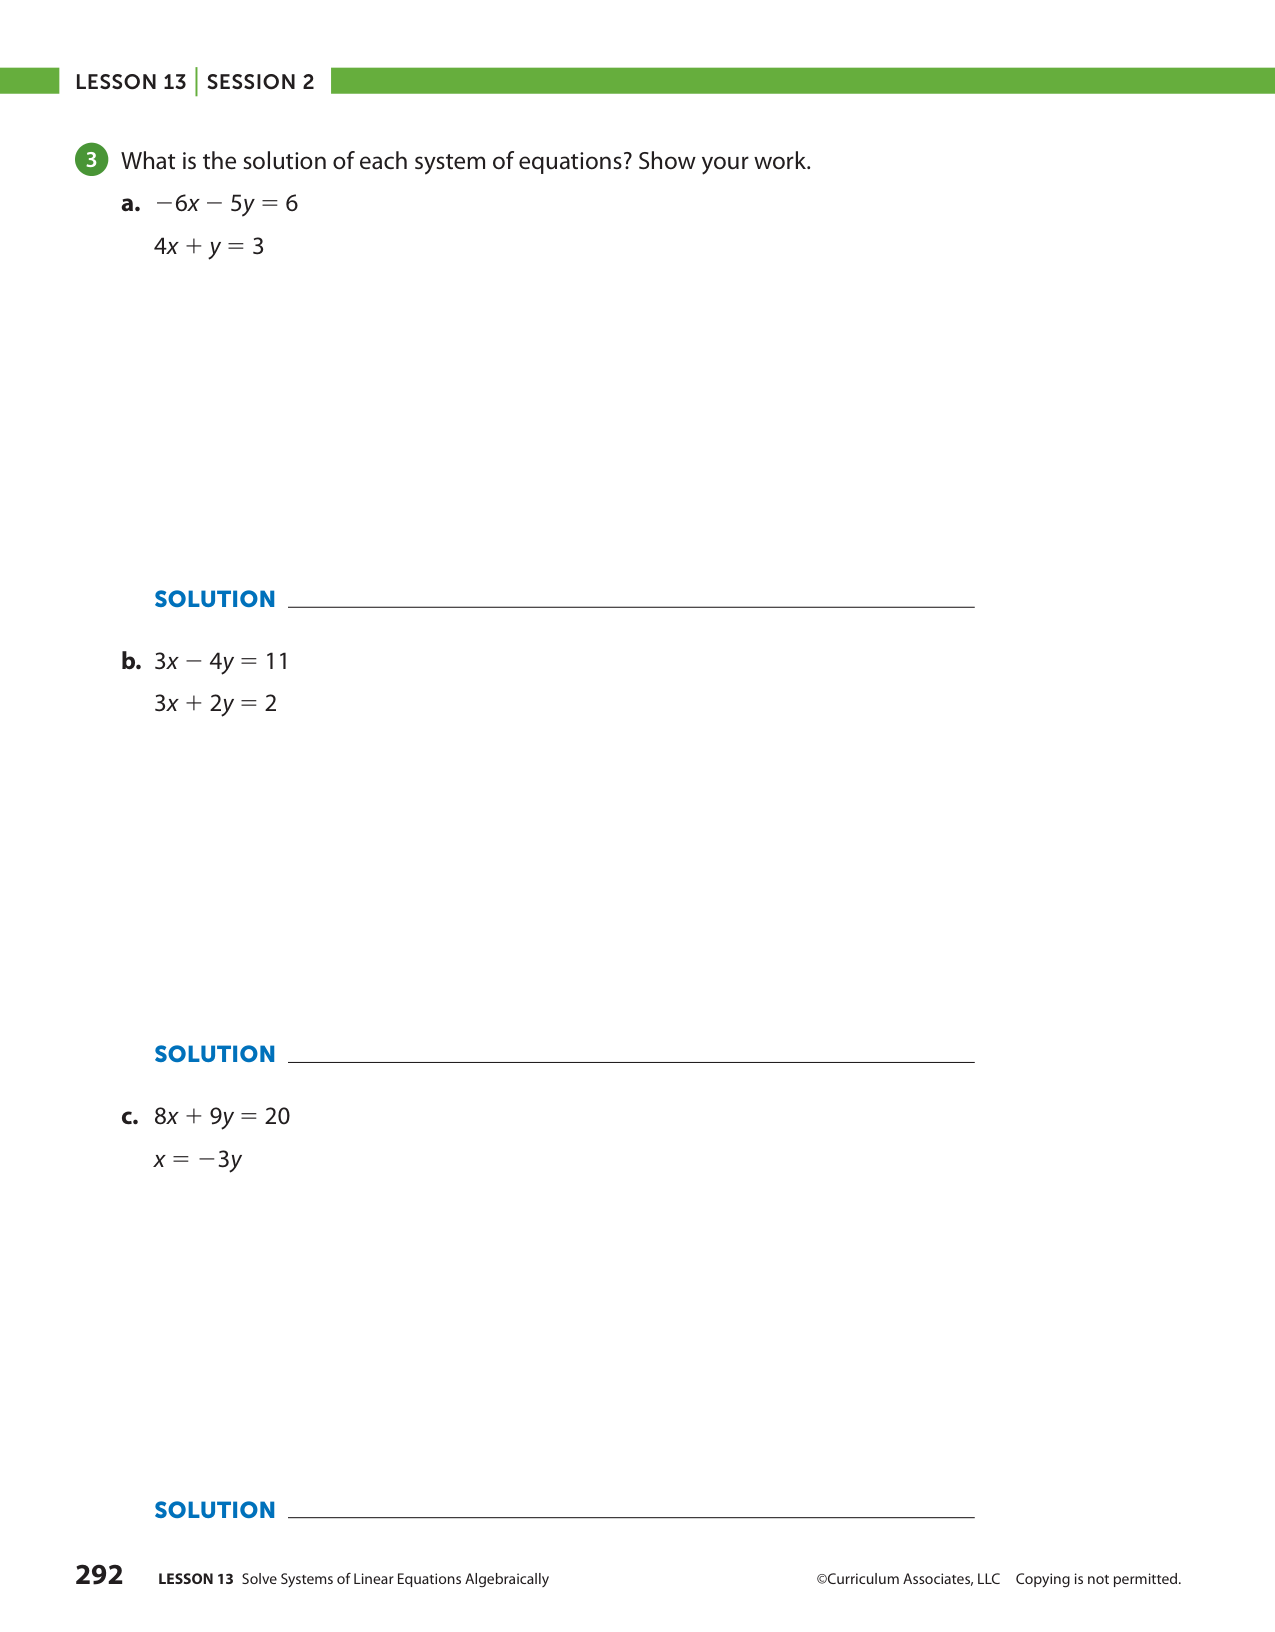 LESSON 13 | SESSION 2
3 What is the solution of each system of equations? Show your work.
a. −6x − 5y = 6
4x + y = 3
SOLUTION
b. 3x − 4y = 11
3x + 2y = 2
SOLUTION
c. 8x + 9y = 20
x = −3y
SOLUTION
292 LESSON 13 Solve Systems of Linear Equations Algebraically ©Curriculum Associates, LLC Copying is not permitted.